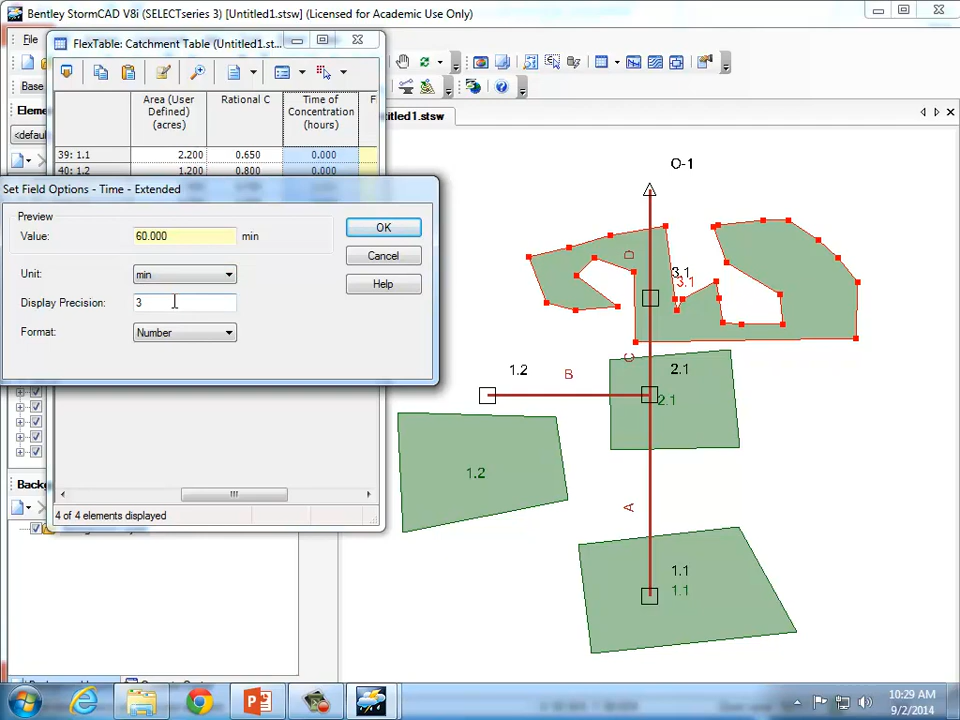 Bentley StormCAD V8i (SELECTseries 3) [Untitled1.stsw] (Licensed for Academic Use Only)
File
FlexTable: Catchment Table (Untitled1.st...
Base
Eleme
<defau
titled1.stsw
Area (User Defined) (acres)
Rational C
Time of Concentration (hours)
F
39: 1.1 2.200 0.650 0.000
40: 1.2 1.200 0.800 0.000
Set Field Options - Time - Extended
Preview
Value: 60.000 min
OK
Unit: min
Cancel
Display Precision: 3
Help
Format: Number
4 of 4 elements displayed
Backg
O-1
D
3.1
3.1
C
1.2
B
2.1
2.1
1.2
A
1.1
1.1
10:29 AM
9/2/2014